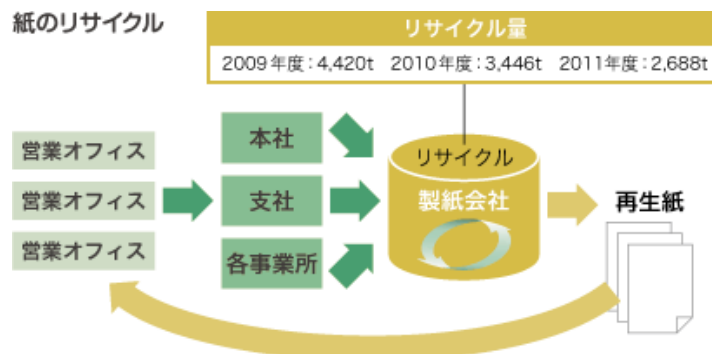 紙のリサイクル
リサイクル量
2009年度：4,420t 2010年度：3,446t 2011年度：2,688t
営業オフィス
営業オフィス
営業オフィス
本社
支社
各事業所
リサイクル
製紙会社
再生紙